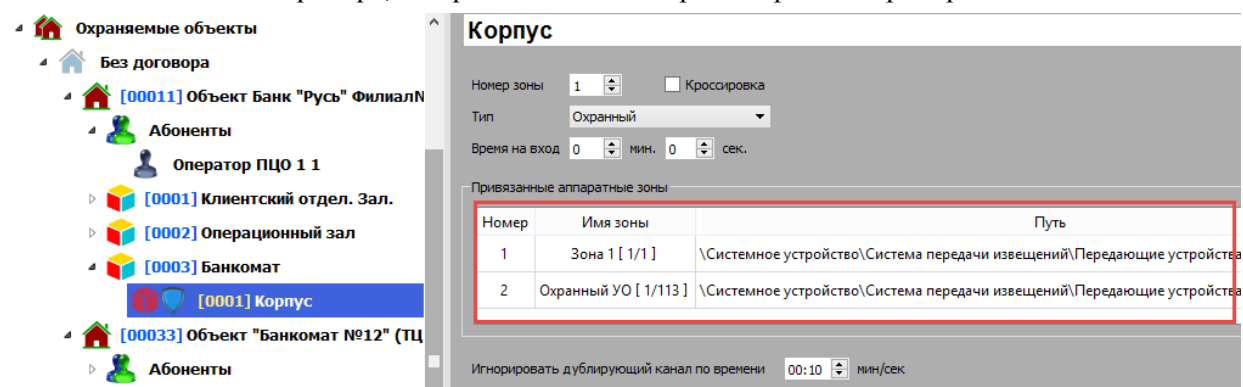 Охраняемые объекты
Без договора
[00011] Объект Банк "Русь" Филиал№
Абоненты
Оператор ПЦО 1 1
[0001] Клиентский отдел. Зал.
[0002] Операционный зал
[0003] Банкомат
[0001] Корпус
[00033] Объект "Банкомат №12" (ТЦ
Абоненты
Корпус
Номер зоны 1 Кроссировка
Тип Охранный
Время на вход 0 мин. 0 сек.
Привязанные аппаратные зоны
Номер Имя зоны Путь
1 Зона 1 [ 1/1 ] \Системное устройство\Система передачи извещений\Передающие устройства
2 Охранный УО [ 1/113 ] \Системное устройство\Система передачи извещений\Передающие устройства
Игнорировать дублирующий канал по времени 00:10 мин/сек